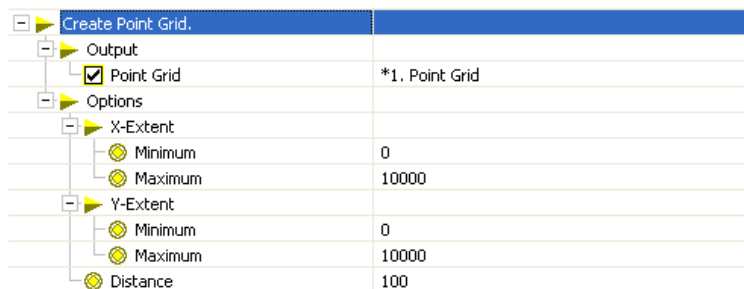 Create Point Grid.
Output
Point Grid *1. Point Grid
Options
X-Extent
Minimum 0
Maximum 10000
Y-Extent
Minimum 0
Maximum 10000
Distance 100